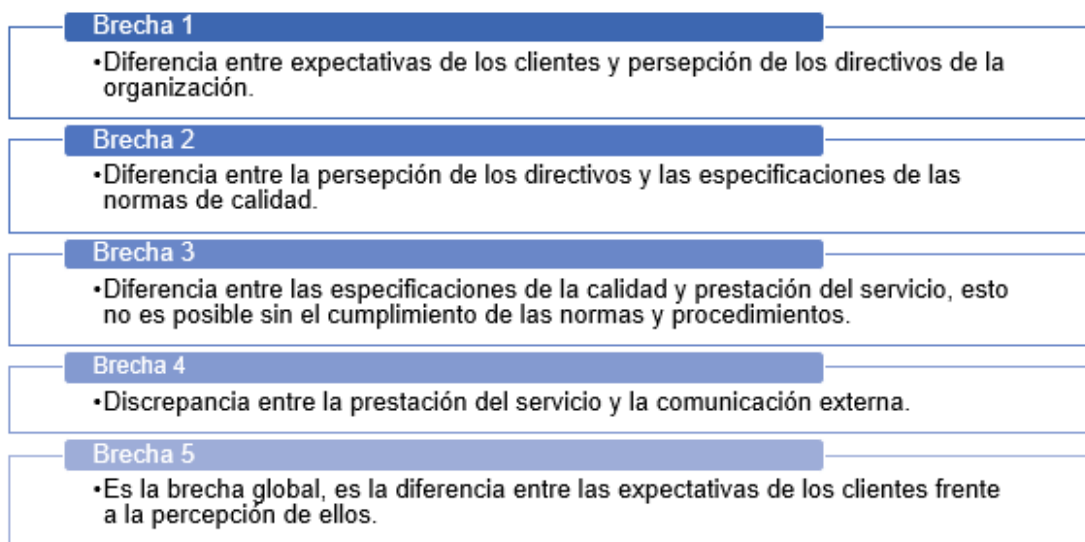 Brecha 1
•Diferencia entre expectativas de los clientes y persepción de los directivos de la
organización.
Brecha 2
•Diferencia entre la persepción de los directivos y las especificaciones de las
normas de calidad.
Brecha 3
•Diferencia entre las especificaciones de la calidad y prestación del servicio, esto
no es posible sin el cumplimiento de las normas y procedimientos.
Brecha 4
•Discrepancia entre la prestación del servicio y la comunicación externa.
Brecha 5
•Es la brecha global, es la diferencia entre las expectativas de los clientes frente
a la percepción de ellos.